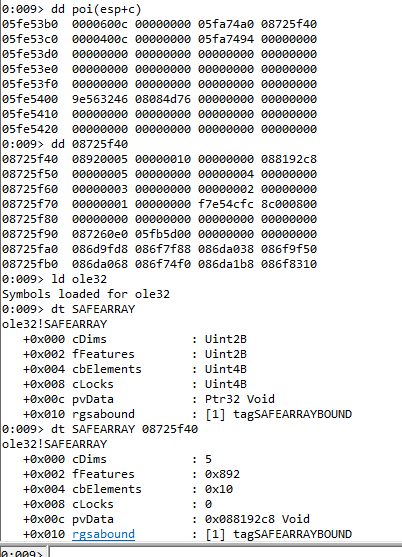 0:009> dd poi(esp+c)
05fe53b0  0000600c 00000000 05fa74a0 08725f40
05fe53c0  0000400c 00000000 05fa7494 00000000
05fe53d0  00000000 00000000 00000000 00000000
05fe53e0  00000000 00000000 00000000 00000000
05fe53f0  00000000 00000000 00000000 00000000
05fe5400  9e563246 08084d76 00000000 00000000
05fe5410  00000000 00000000 00000000 00000000
05fe5420  00000000 00000000 00000000 00000000
0:009> dd 08725f40
08725f40  08920005 00000010 00000000 088192c8
08725f50  00000005 00000000 00000004 00000000
08725f60  00000003 00000000 00000002 00000000
08725f70  00000001 00000000 f7e54cfc 8c000800
08725f80  00000000 00000000 00000000 00000000
08725f90  087260e0 05fb5d00 00000000 00000000
08725fa0  086d9fd8 086f7f88 086da038 086f9f50
08725fb0  086da068 086f74f0 086da1b8 086f8310
0:009> ld ole32
Symbols loaded for ole32
0:009> dt SAFEARRAY
ole32!SAFEARRAY
   +0x000 cDims            : Uint2B
   +0x002 fFeatures        : Uint2B
   +0x004 cbElements       : Uint4B
   +0x008 cLocks           : Uint4B
   +0x00c pvData           : Ptr32 Void
   +0x010 rgsabound        : [1] tagSAFEARRAYBOUND
0:009> dt SAFEARRAY 08725f40
ole32!SAFEARRAY
   +0x000 cDims            : 5
   +0x002 fFeatures        : 0x892
   +0x004 cbElements       : 0x10
   +0x008 cLocks           : 0
   +0x00c pvData           : 0x088192c8 Void
   +0x010 rgsabound        : [1] tagSAFEARRAYBOUND
0:009>